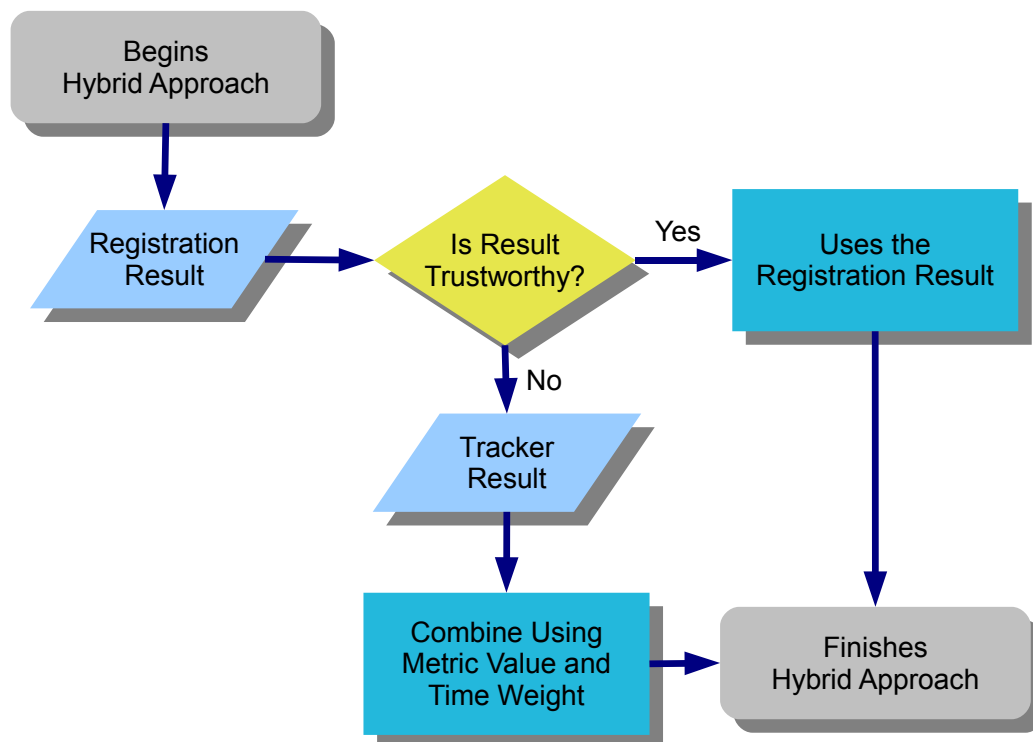 Begins
Hybrid Approach
Registration
Result
Is Result
Trustworthy?
Yes
Uses the
Registration Result
No
Tracker
Result
Combine Using
Metric Value and
Time Weight
Finishes
Hybrid Approach